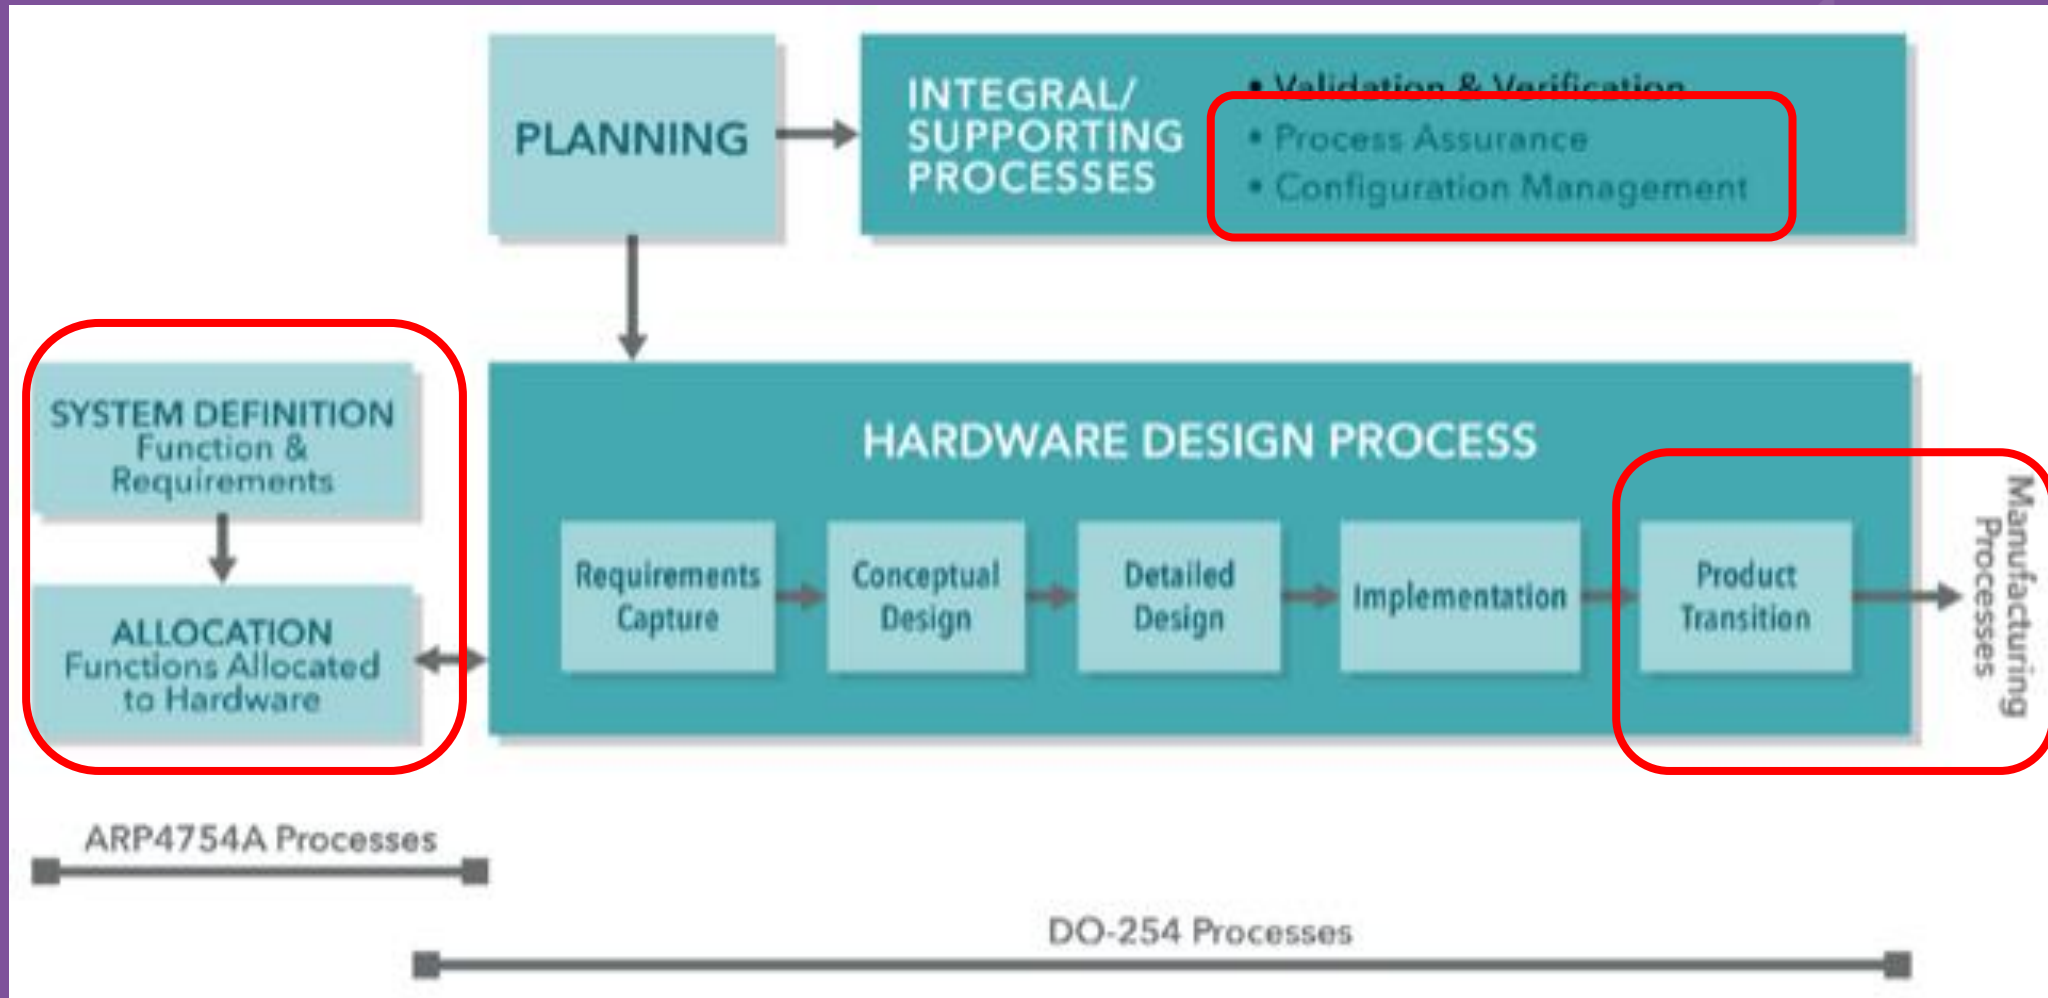 PLANNING
INTEGRAL/
SUPPORTING
PROCESSES
• Validation & Verification
• Process Assurance
• Configuration Management
SYSTEM DEFINITION
Function &
Requirements
ALLOCATION
Functions Allocated
to Hardware
HARDWARE DESIGN PROCESS
Requirements
Capture
Conceptual
Design
Detailed
Design
Implementation
Product
Transition
Manufacturing
Processes
ARP4754A Processes
DO-254 Processes